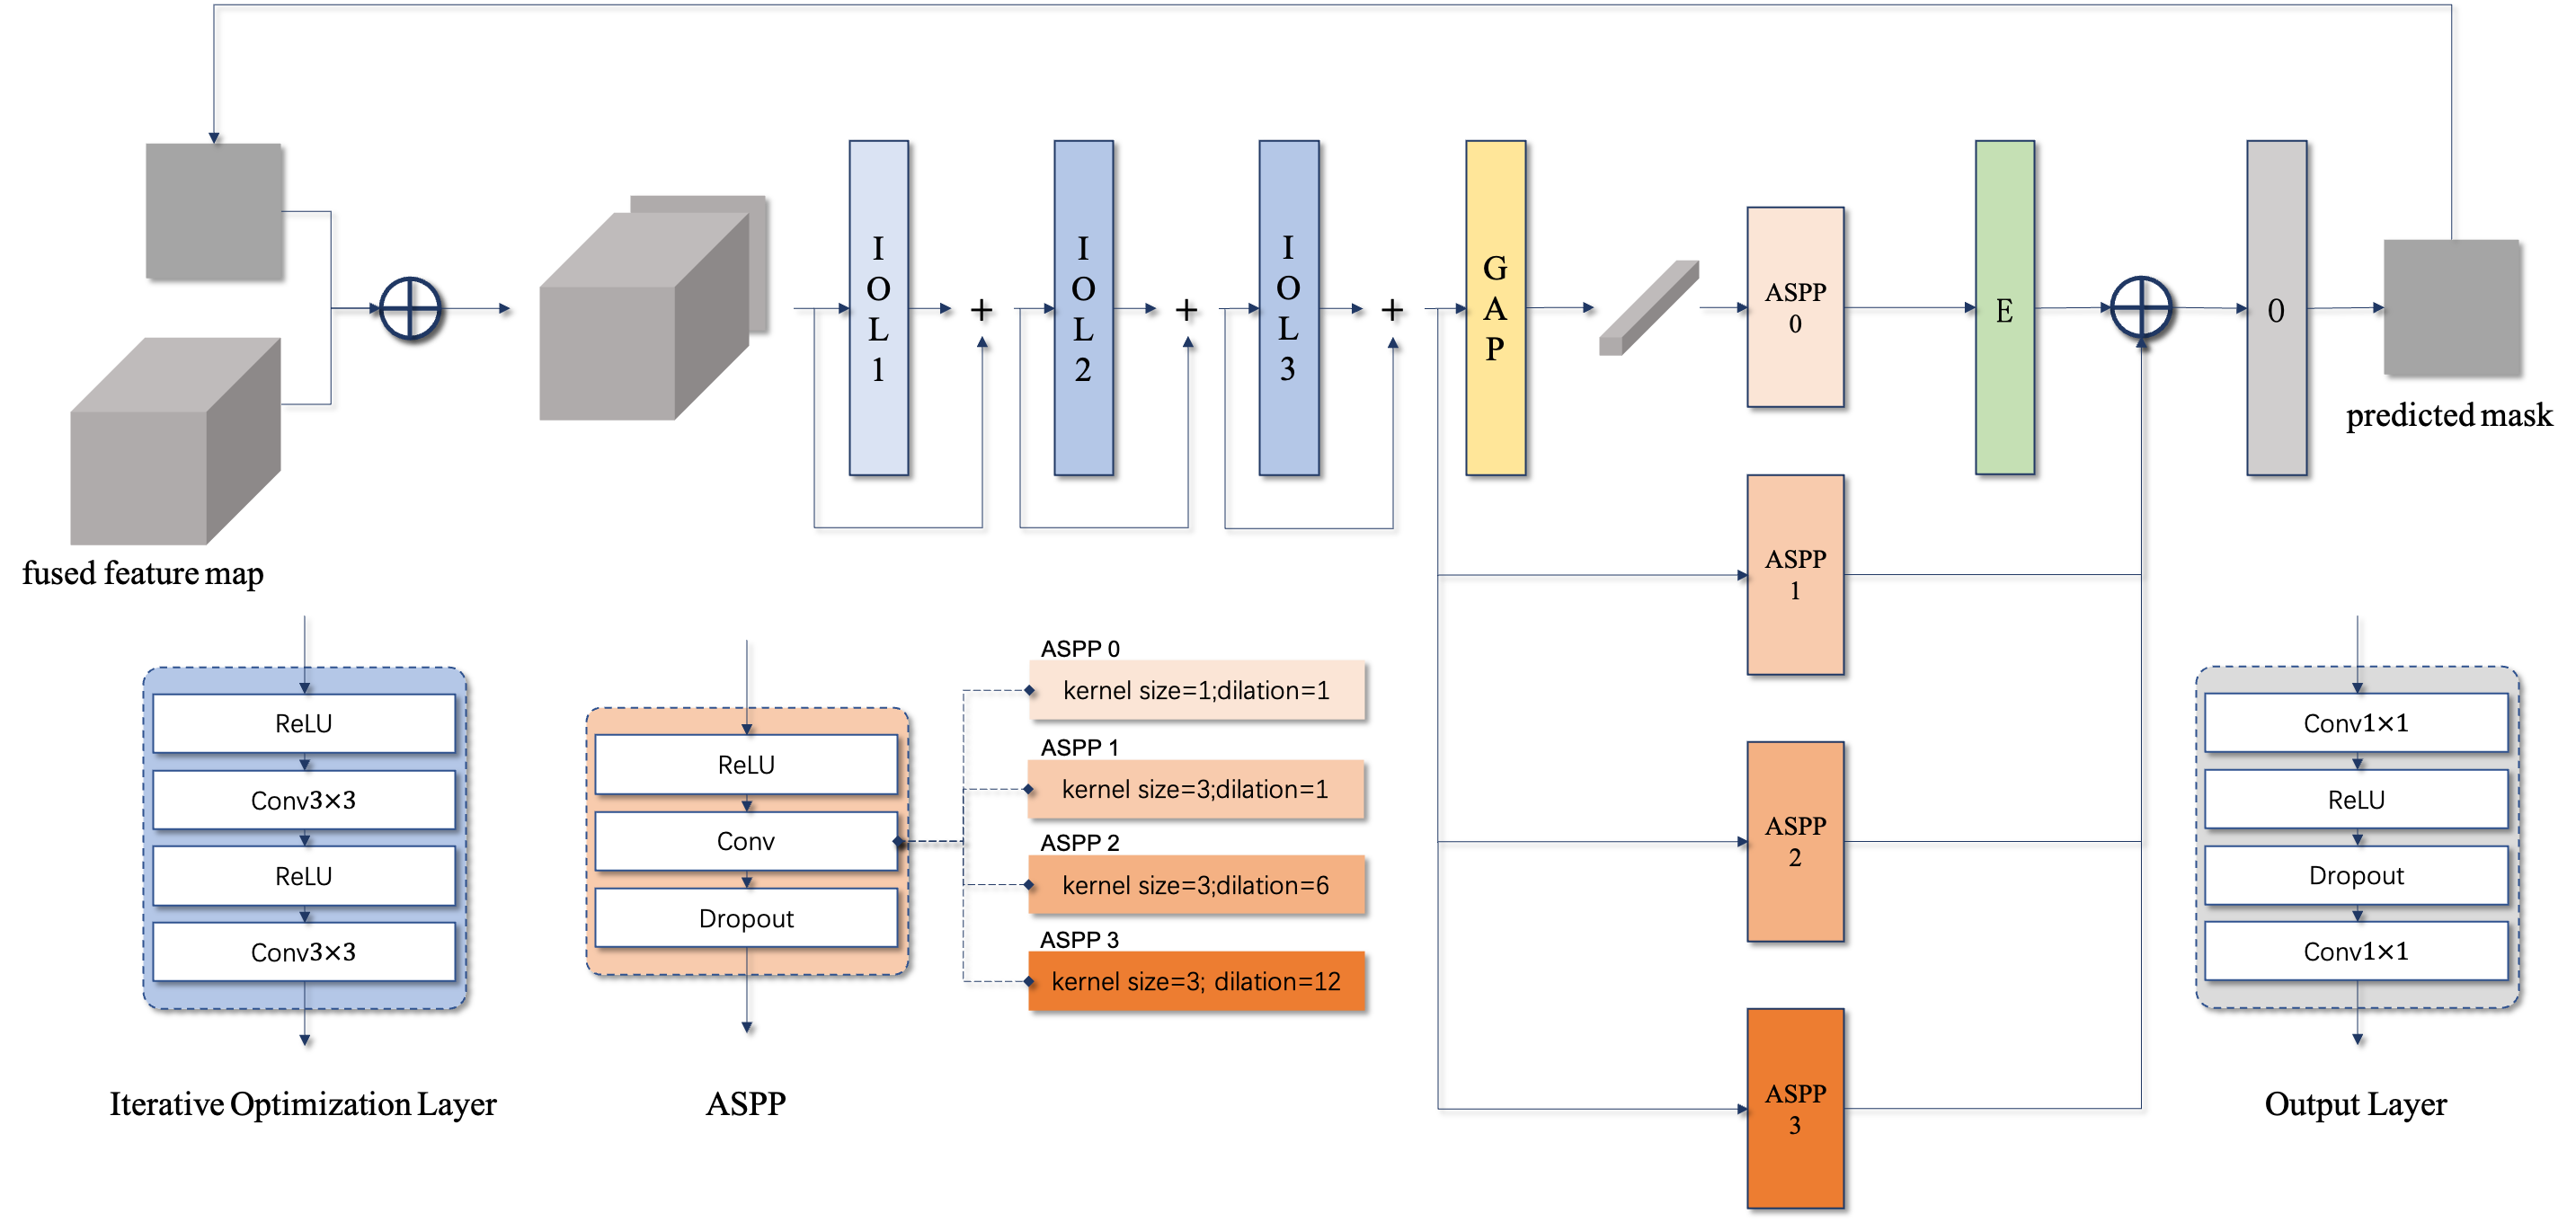 I
O
L
1
+
I
O
L
2
+
I
O
L
3
+
G
A
P
ASPP
0
E
0
predicted mask
fused feature map
ASPP
1
ASPP
2
ASPP
3
ReLU
Conv3×3
ReLU
Conv3×3
Iterative Optimization Layer
ReLU
Conv
Dropout
ASPP
ASPP 0
kernel size=1;dilation=1
ASPP 1
kernel size=3;dilation=1
ASPP 2
kernel size=3;dilation=6
ASPP 3
kernel size=3; dilation=12
Conv1×1
ReLU
Dropout
Conv1×1
Output Layer